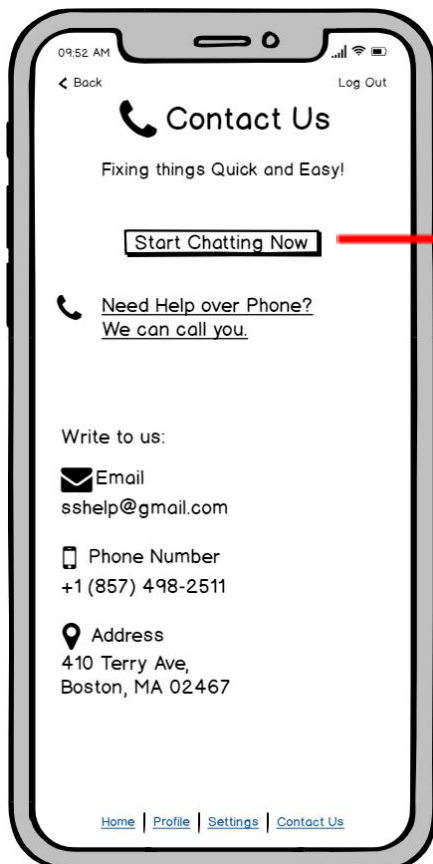 09:52 AM
Back Log Out
Contact Us
Fixing things Quick and Easy!
Start Chatting Now
Need Help over Phone?
We can call you.
Write to us:
Email
sshelp@gmail.com
Phone Number
+1 (857) 498-2511
Address
410 Terry Ave,
Boston, MA 02467
Home | Profile | Settings | Contact Us